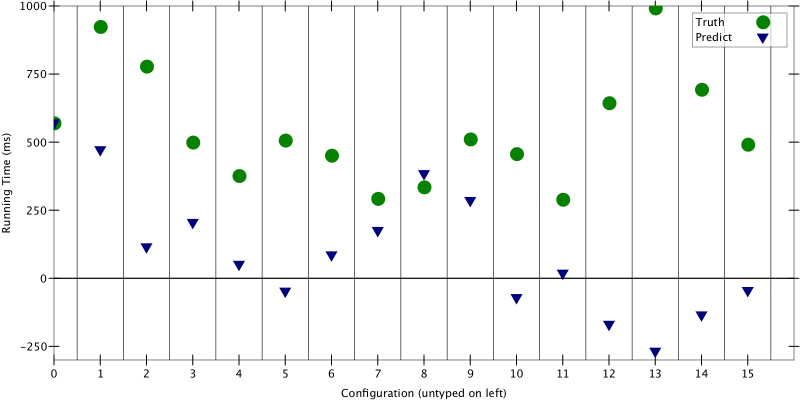 1000
750
500
250
0
-250
Running Time (ms)
Truth
Predict
0 1 2 3 4 5 6 7 8 9 10 11 12 13 14 15
Configuration (untyped on left)